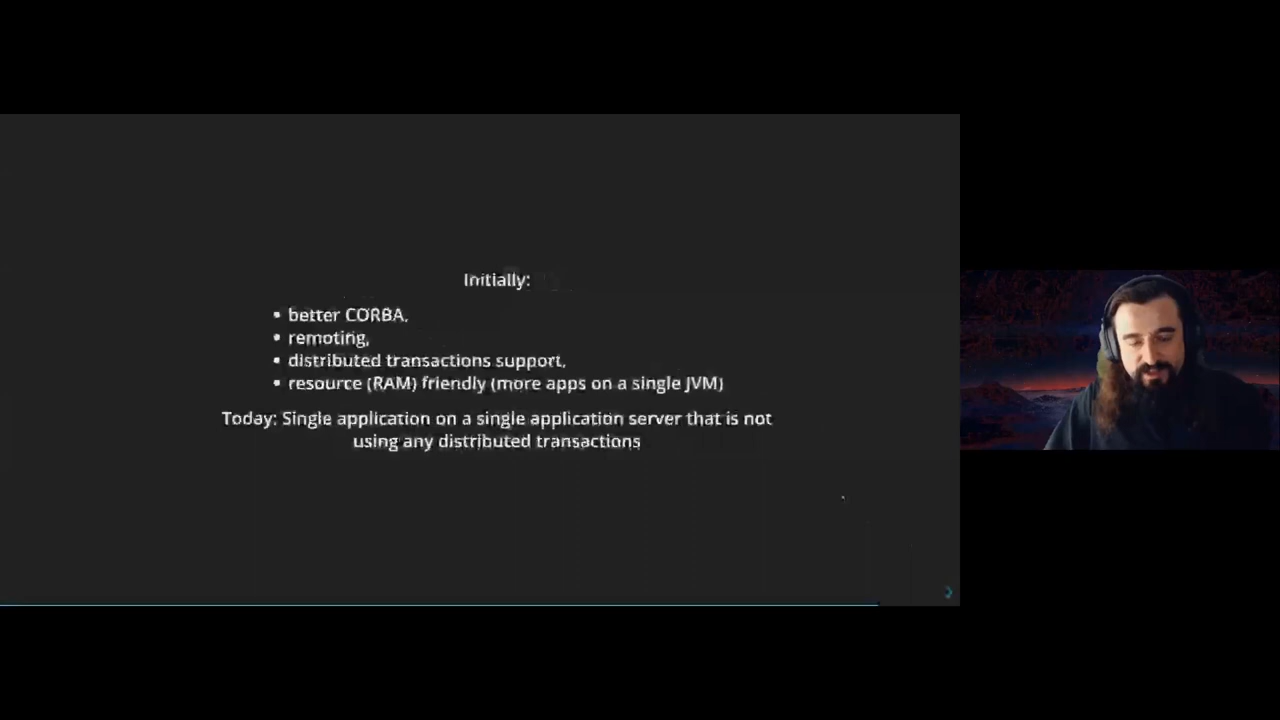 Initially:
• better CORBA,
• remoting,
• distributed transactions support,
• resource (RAM) friendly (more apps on a single JVM)
Today: Single application on a single application server that is not
using any distributed transactions